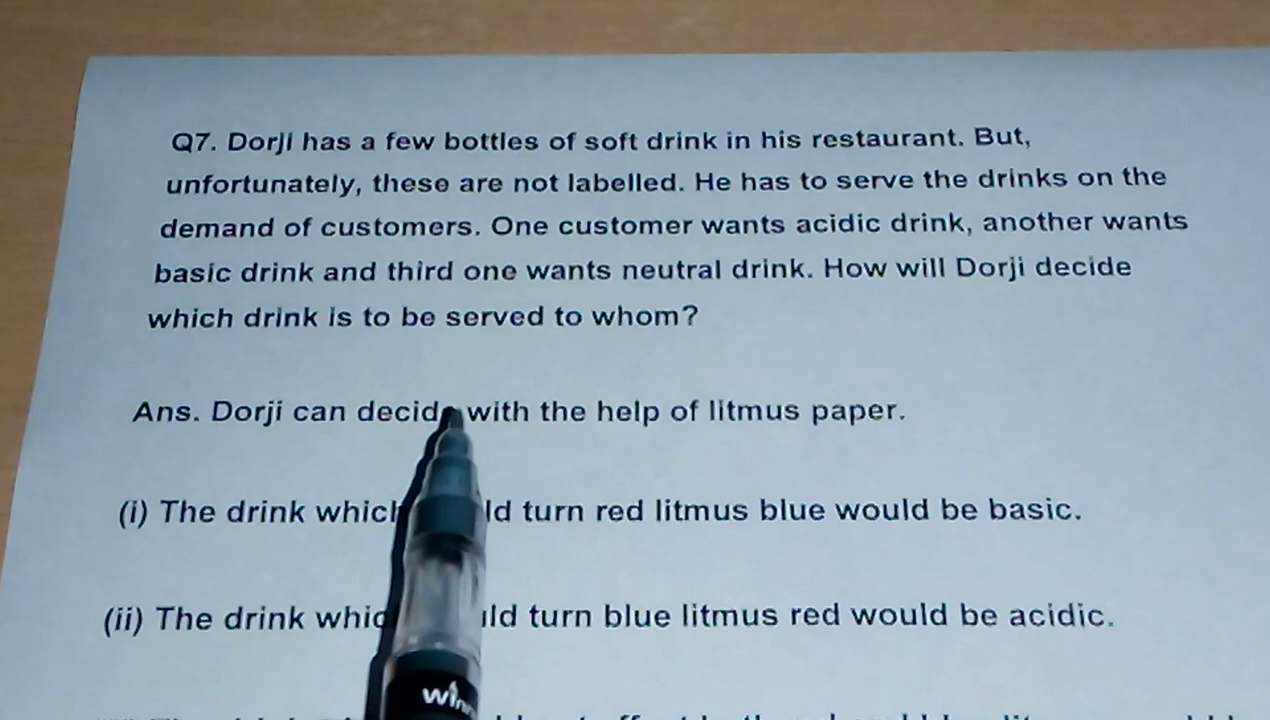 Q7. Dorji has a few bottles of soft drink in his restaurant. But,
unfortunately, these are not labelled. He has to serve the drinks on the
demand of customers. One customer wants acidic drink, another wants
basic drink and third one wants neutral drink. How will Dorji decide
which drink is to be served to whom?
Ans. Dorji can decide with the help of litmus paper.
(i) The drink which ld turn red litmus blue would be basic.
(ii) The drink whic uld turn blue litmus red would be acidic.